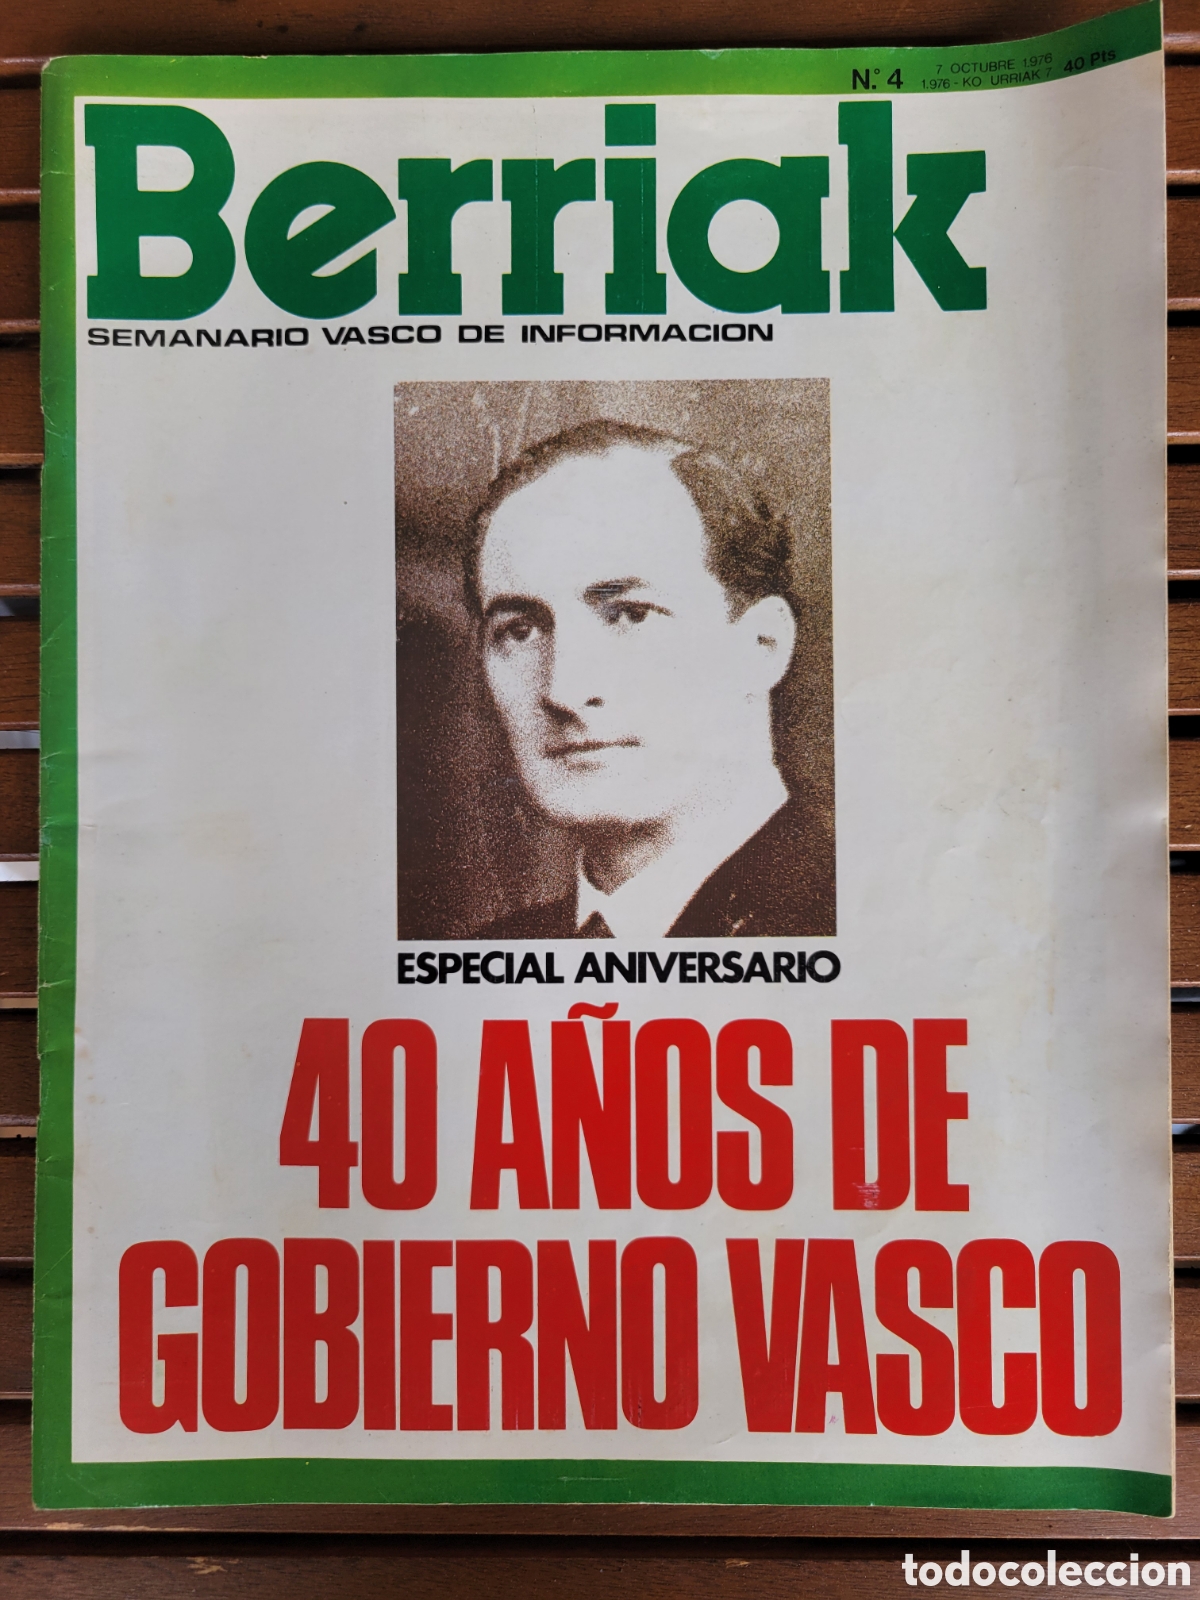 N.º 4
7 OCTUBRE 1.976
1.976 - KO URRIAK 7
40 Pts
Berriak
SEMANARIO VASCO DE INFORMACION
ESPECIAL ANIVERSARIO
40 AÑOS DE
GOBIERNO VASCO
todocoleccion